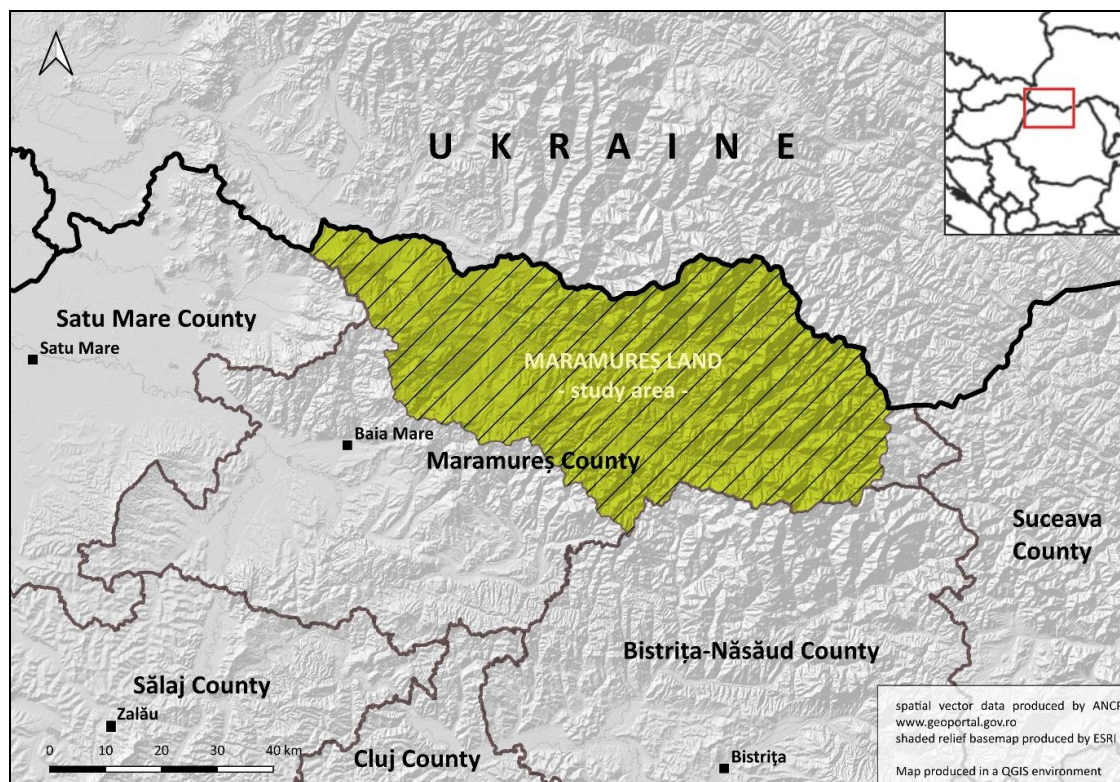 UKRAINE
Satu Mare County
Satu Mare
MARAMUREȘ LAND
- study area -
Baia Mare
Maramureș County
Suceava
County
Bistrița-Năsăud County
Sălaj County
Zalău
0 10 20 30 40 km
Cluj County
Bistrița
spatial vector data produced by ANCP
www.geoportal.gov.ro
shaded relief basemap produced by ESRI
Map produced in a QGIS environment